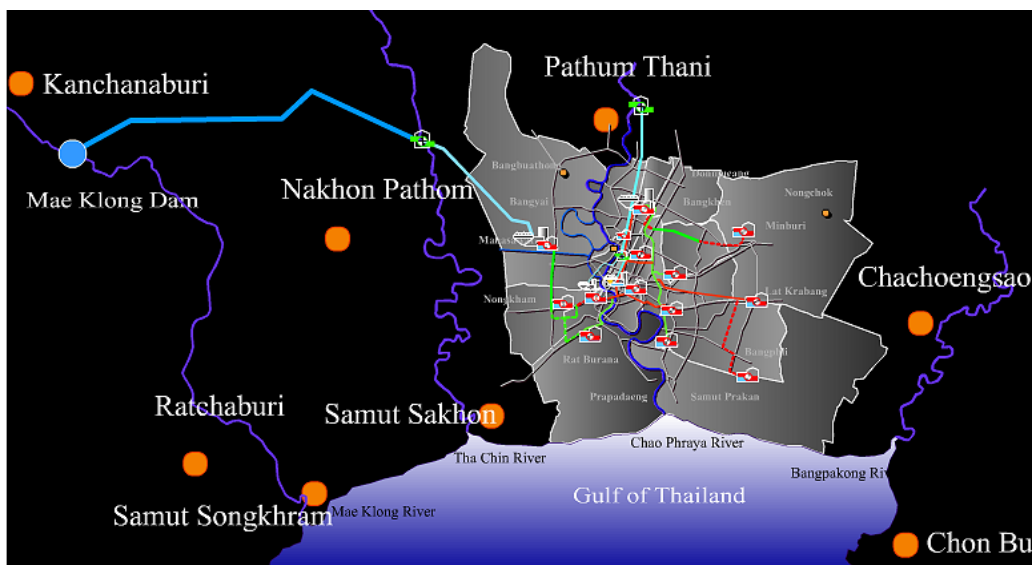 Pathum Thani
Kanchanaburi
Bangbuathong
Donmuang
Nongchok
Nakhon Pathom
Bangyai
Bangkhen
Mae Klong Dam
Minburi
Chachoengsao
Lat Krabang
Nongkham
Rat Burana
Bangphli
Ratchaburi
Samut Sakhon
Prapadaeng
Samut Prakan
Chao Phraya River
Tha Chin River
Bangpakong Riv
Gulf of Thailand
Samut Songkhram
Mae Klong River
Chon Bu